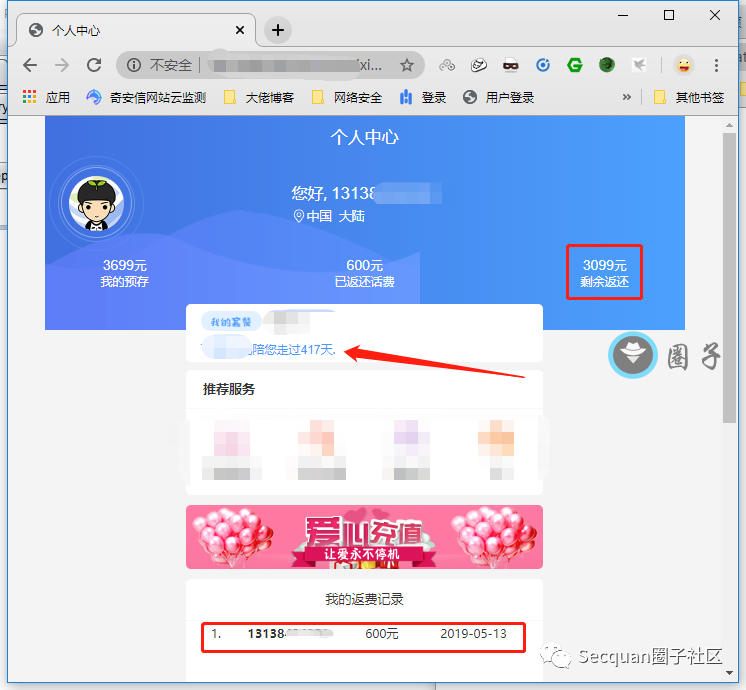 个人中心
不安全
xi...
应用 奇安信网站云监测 大佬博客 网络安全 登录 用户登录 » 其他书签
个人中心
您好, 13138
中国 大陆
3699元 600元 3099元
我的预存 已返还话费 剩余返还
我的套餐
陪您走过417天,
圈子
推荐服务
爱心充值
让爱永不停机
我的返费记录
1. 13138 600元 2019-05-13
Secquan圈子社区